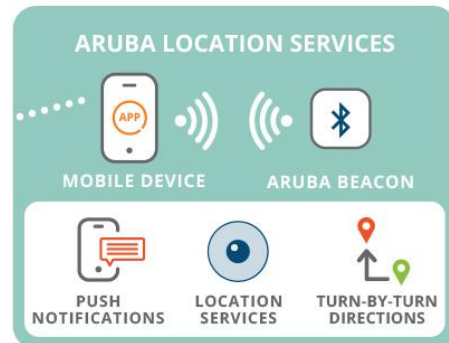 ARUBA LOCATION SERVICES
APP
MOBILE DEVICE
ARUBA BEACON
PUSH
NOTIFICATIONS
LOCATION
SERVICES
TURN-BY-TURN
DIRECTIONS